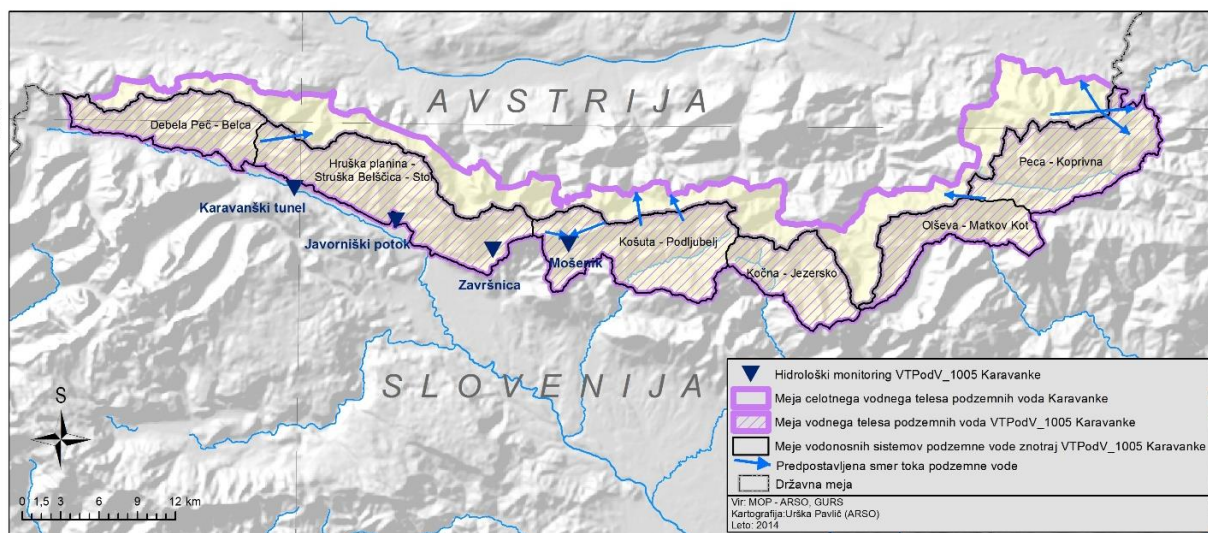 AVSTRIJA
Debela Peč - Belca
Hruška planina -
Struška Belščica - Stol
Peca - Koprivna
Karavanški tunel
Olševa - Matkov Kot
Javorniški potok
Košuta - Podljubelj
Mošenik
Kočna - Jezersko
Završnica
SLOVENIJA
S
0 1,5 3 6 9 12 km
Hidrološki monitoring VTPodV_1005 Karavanke
Meja celotnega vodnega telesa podzemnih voda Karavanke
Meja vodnega telesa podzemnih voda VTPodV_1005 Karavanke
Meje vodonosnih sistemov podzemne vode znotraj VTPodV_1005 Karavanke
Predpostavljena smer toka podzemne vode
Državna meja
Vir: MOP - ARSO, GURS
Kartografija:Urška Pavlič (ARSO)
Leto: 2014